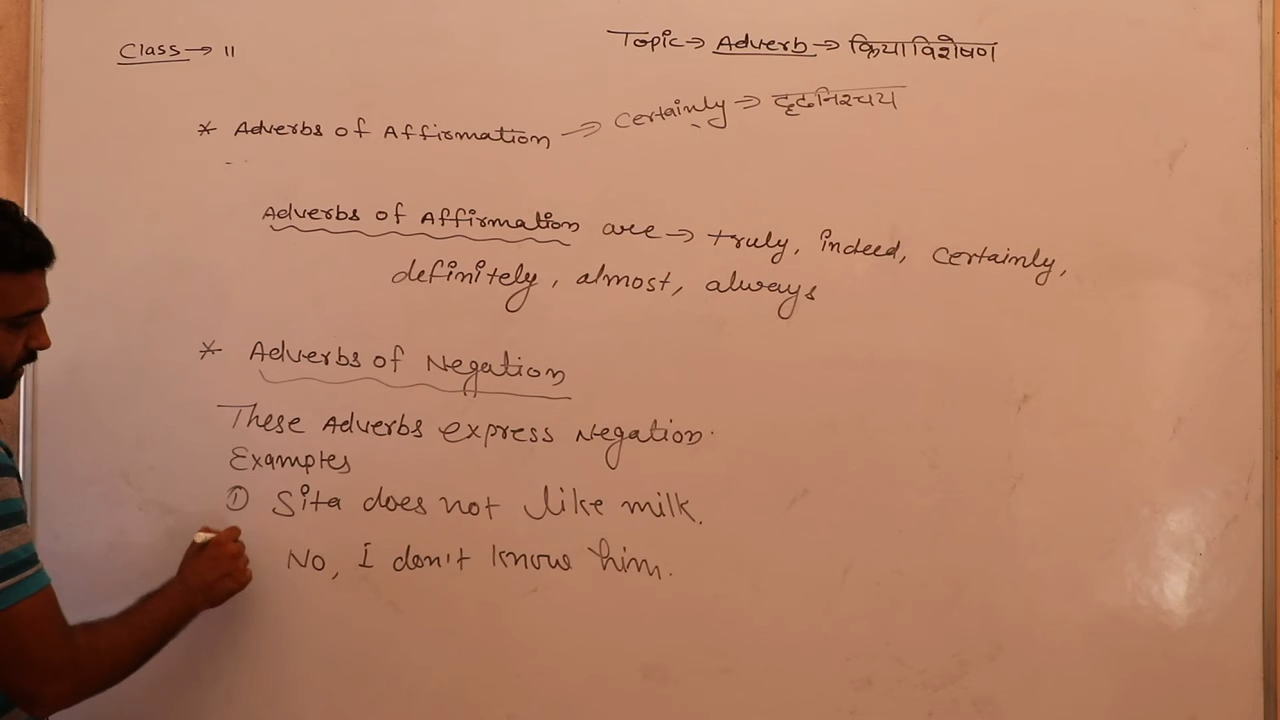 Class → 11
Topic → Adverb → क्रियाविशेषण
* Adverbs of Affirmation → Certainly → दृढनिश्चय
Adverbs of Affirmation are → truly, indeed, certainly,
definitely, almost, always
* Adverbs of Negation
These Adverbs express Negation.
Examples
① Sita does not like milk.
No, I don't know him.